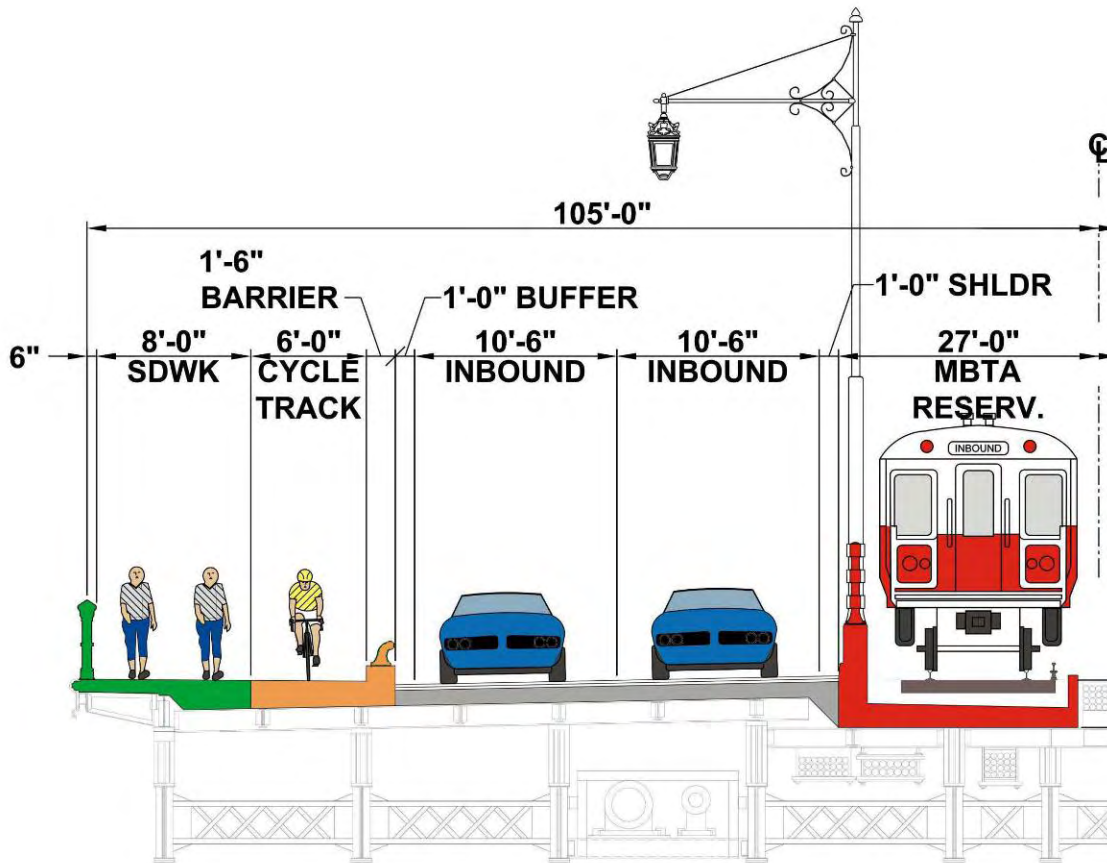 ℄
105'-0"
1'-6"
BARRIER
1'-0" BUFFER
1'-0" SHLDR
6"
8'-0"
SDWK
6'-0"
CYCLE
TRACK
10'-6"
INBOUND
10'-6"
INBOUND
27'-0"
MBTA
RESERV.
INBOUND